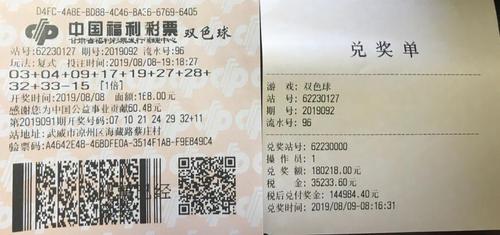 D4FC-4A8E-BD88-4C46-BA36-6769-6405
中国福利彩票 双色球
站号：62230127 期号：2019092 流水号：96
玩法：复式 投注时间：2019/08/08-19:18:27
03+04+09+17+19+27+28+
32+33-15 [1倍]
开奖时间：2019/08/08 面额：168.00元
感谢您为中国公益事业贡献60.48元
第2019091期开奖号码：07 10 21 24 29 32+11
站址：武威市凉州区海藏路蔡庄村
验票码：A4642E48-46BDFE0A-3514F1AB-F9EB49C4
兑奖单
游 戏：双色球
站 号：62230127
期 号：2019092
流水号：96
兑奖站号：62230000
操 作 员：1
兑 奖 额：180218.00元
税 金：35233.60元
税后兑付奖金：144984.40元
兑奖时间：2019/08/09-08:16:31